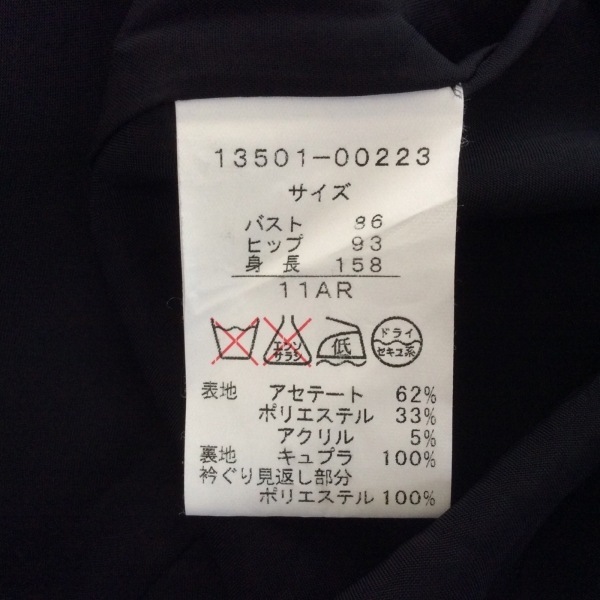 13501-00223
サイズ
バスト 86
ヒップ 93
身長 158
11AR
エンソ
サラシ
低
ドライ
セキユ系
表地 アセテート 62%
ポリエステル 33%
アクリル 5%
裏地 キュプラ 100%
衿ぐり見返し部分
ポリエステル 100%